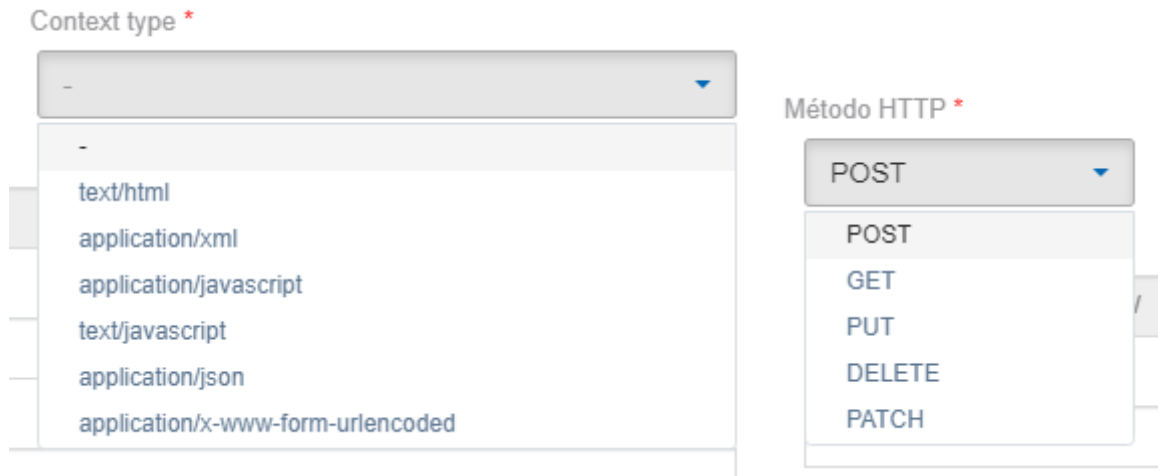 Context type *
-
-
text/html
application/xml
application/javascript
text/javascript
application/json
application/x-www-form-urlencoded
Método HTTP *
POST
POST
GET
PUT
DELETE
PATCH
/